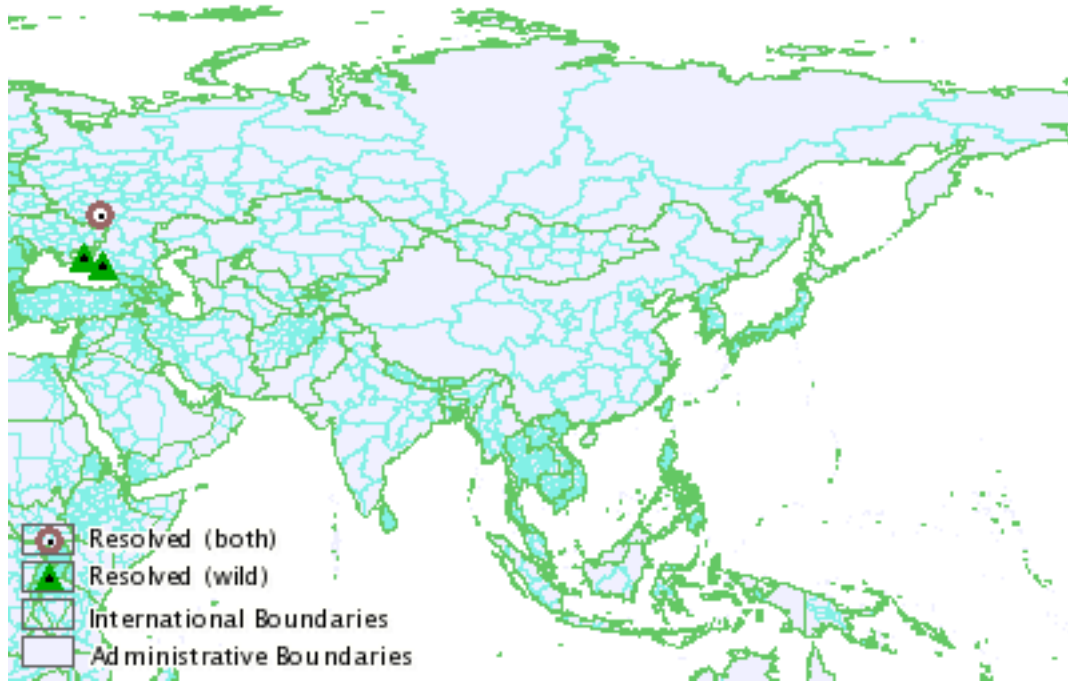 Resolved (both)
Resolved (wild)
International Boundaries
Administrative Boundaries